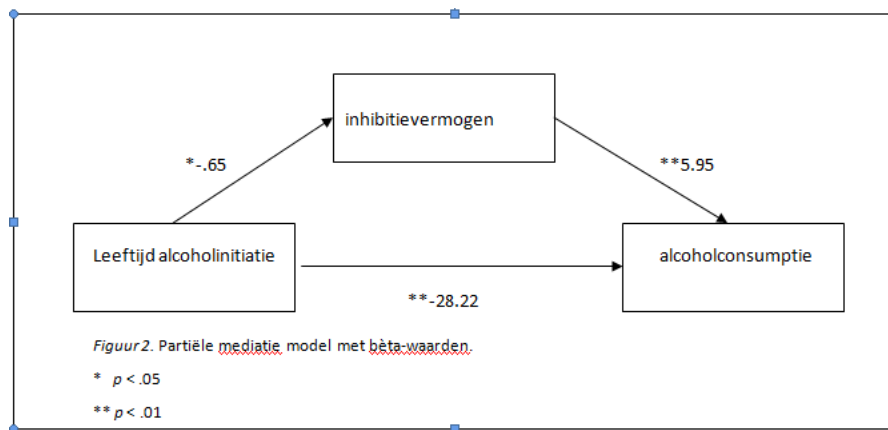 inhibitievermogen
*-.65
**5.95
Leeftijd alcoholinitiatie
alcoholconsumptie
**-28.22
Figuur 2. Partiële mediatie model met bèta-waarden.
* p < .05
** p < .01